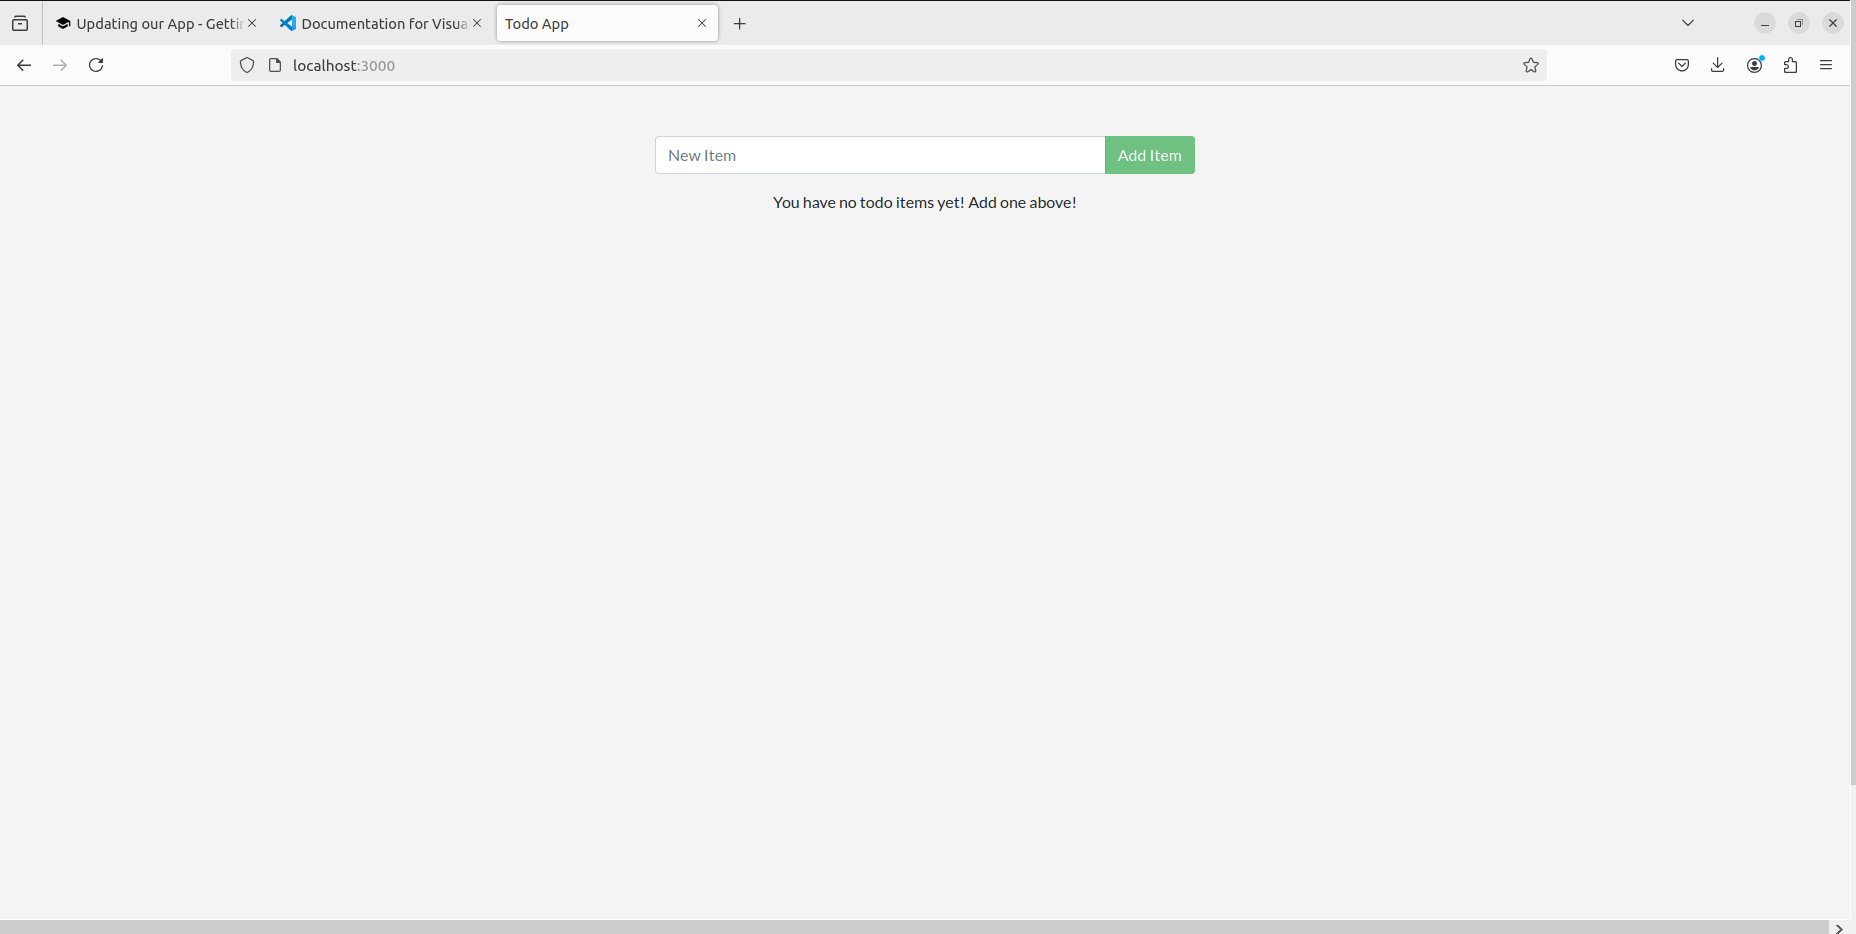 Updating our App - Getti
Documentation for Visua
Todo App
localhost:3000
New Item
Add Item
You have no todo items yet! Add one above!